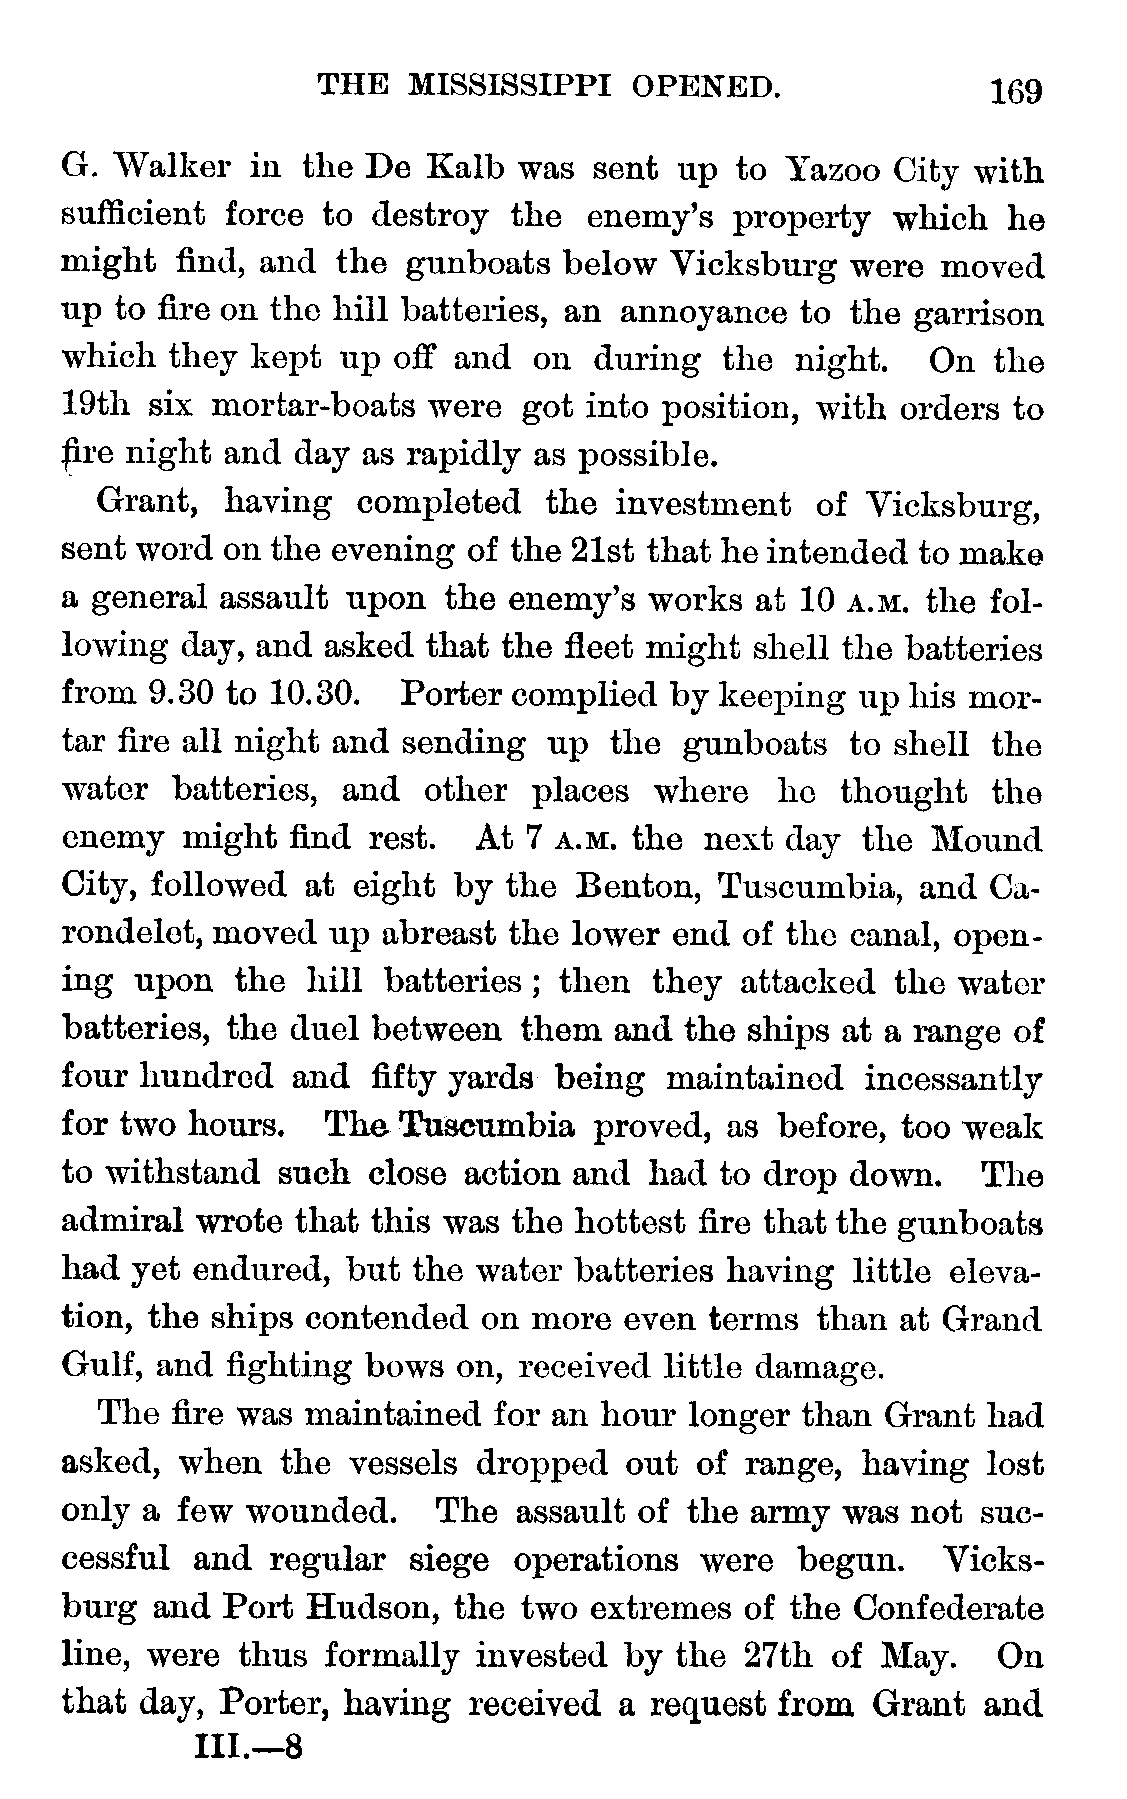 THE MISSISSIPPI OPENED. 169
G. Walker in the De Kalb was sent up to Yazoo City with
sufficient force to destroy the enemy's property which he
might find, and the gunboats below Vicksburg were moved
up to fire on the hill batteries, an annoyance to the garrison
which they kept up off and on during the night. On the
19th six mortar-boats were got into position, with orders to
fire night and day as rapidly as possible.
Grant, having completed the investment of Vicksburg,
sent word on the evening of the 21st that he intended to make
a general assault upon the enemy's works at 10 A.M. the fol-
lowing day, and asked that the fleet might shell the batteries
from 9.30 to 10.30. Porter complied by keeping up his mor-
tar fire all night and sending up the gunboats to shell the
water batteries, and other places where he thought the
enemy might find rest. At 7 A.M. the next day the Mound
City, followed at eight by the Benton, Tuscumbia, and Ca-
rondelet, moved up abreast the lower end of the canal, open-
ing upon the hill batteries ; then they attacked the water
batteries, the duel between them and the ships at a range of
four hundred and fifty yards being maintained incessantly
for two hours. The Tuscumbia proved, as before, too weak
to withstand such close action and had to drop down. The
admiral wrote that this was the hottest fire that the gunboats
had yet endured, but the water batteries having little eleva-
tion, the ships contended on more even terms than at Grand
Gulf, and fighting bows on, received little damage.
The fire was maintained for an hour longer than Grant had
asked, when the vessels dropped out of range, having lost
only a few wounded. The assault of the army was not suc-
cessful and regular siege operations were begun. Vicks-
burg and Port Hudson, the two extremes of the Confederate
line, were thus formally invested by the 27th of May. On
that day, Porter, having received a request from Grant and
III.—8